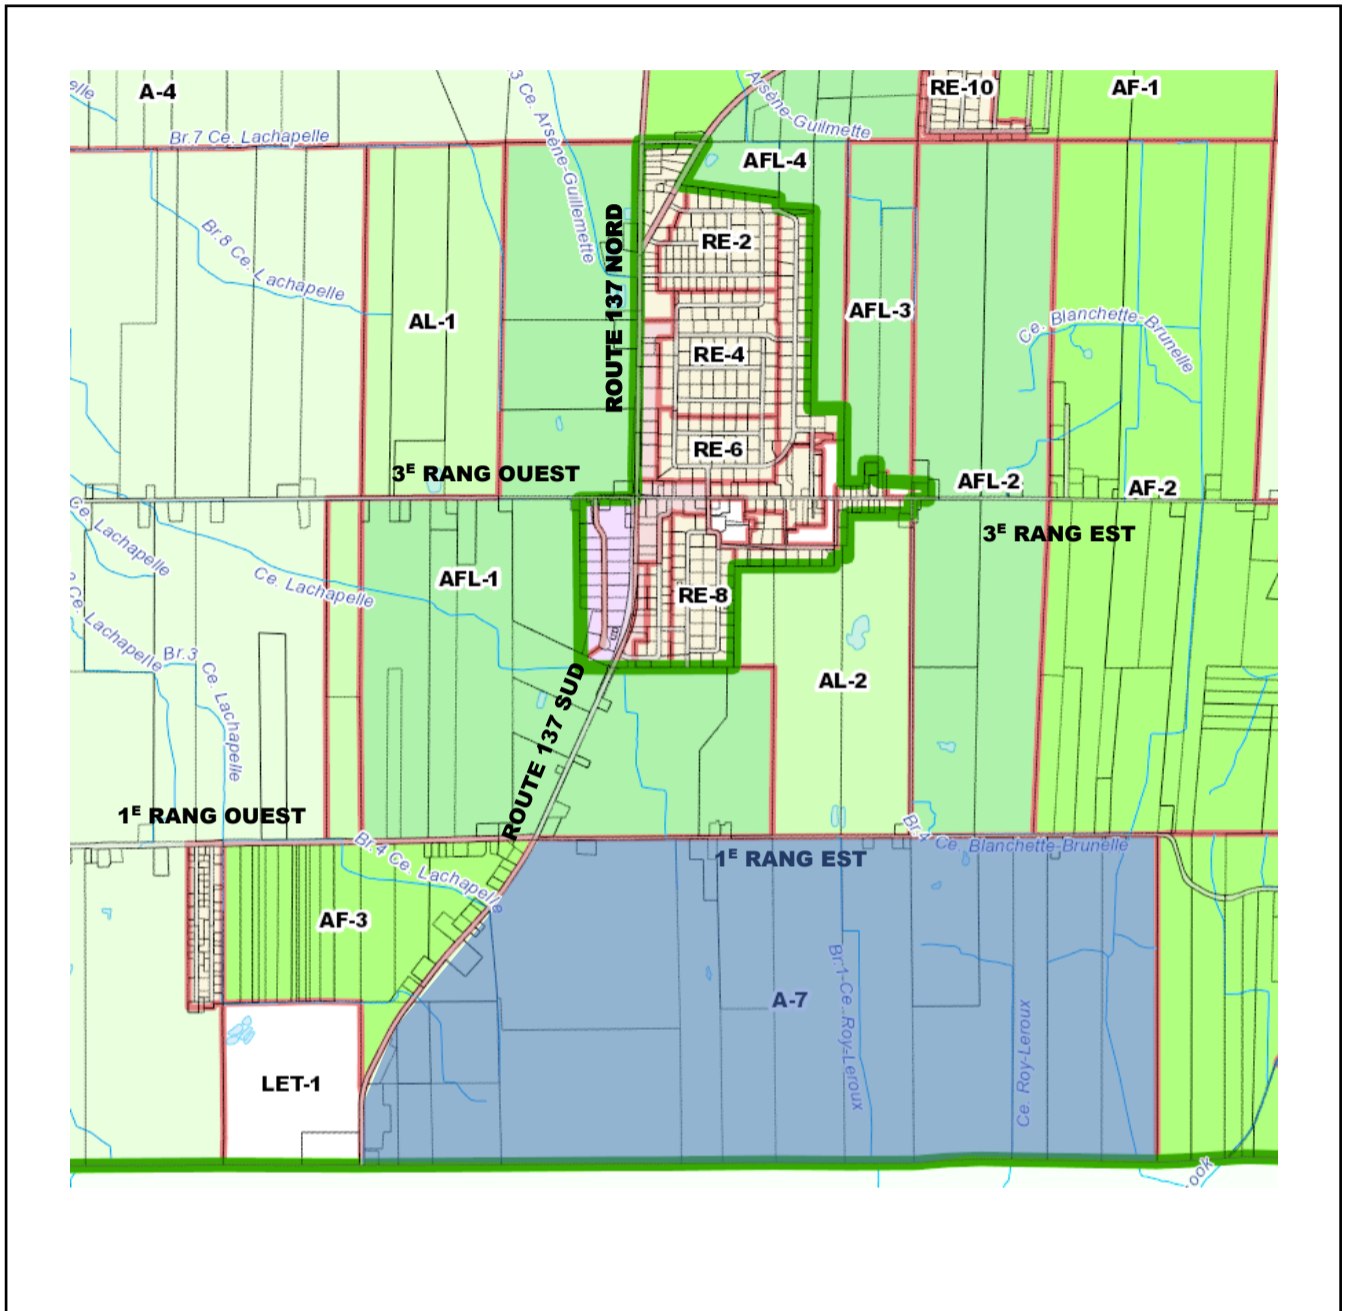 elle
A-4
3 Ce. Arsène-Guillemette
Arsène-Guilmette
RE-10
AF-1
Br.7 Ce. Lachapelle
AFL-4
Br.8 Ce. Lachapelle
ROUTE 137 NORD
RE-2
AL-1
AFL-3
Ce. Blanchette-Brunelle
RE-4
RE-6
3E RANG OUEST
AFL-2
AF-2
Ce. Lachapelle
3E RANG EST
Ce. Lachapelle
AFL-1
RE-8
Ce. Lachapelle
Br.3 Ce. Lachapelle
AL-2
ROUTE 137 SUD
1E RANG OUEST
Br.4 Ce. Lachapelle
1E RANG EST
Br.4 Ce. Blanchette-Brunelle
AF-3
A-7
Br.1-Ce. Roy-Leroux
Ce. Roy-Leroux
LET-1
ook